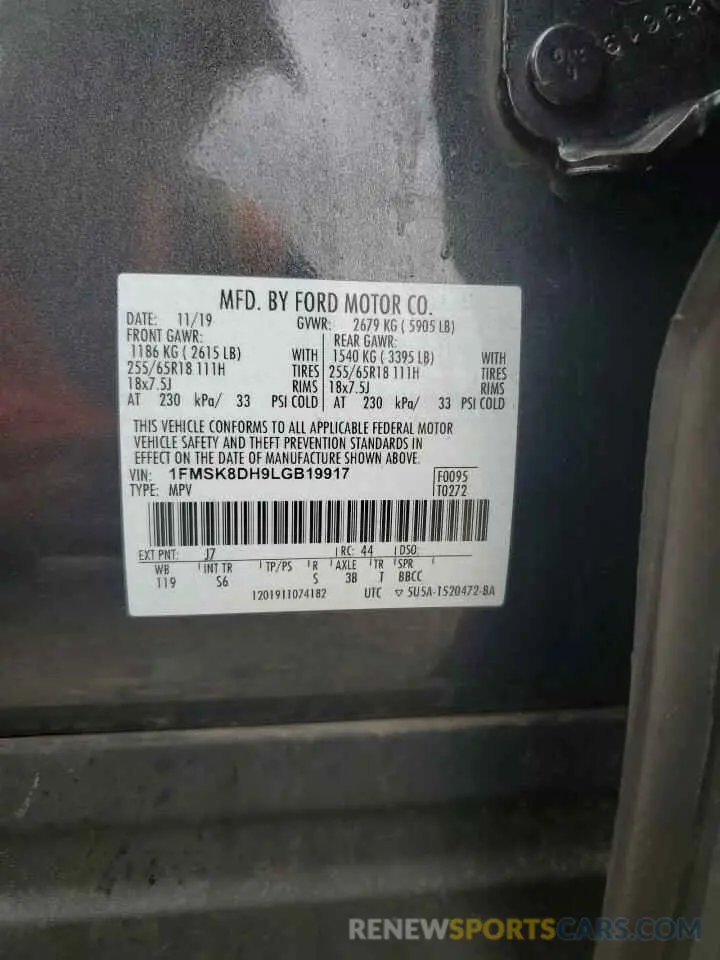 MFD. BY FORD MOTOR CO.
DATE: 11/19 GVWR: 2679 KG ( 5905 LB)
FRONT GAWR: REAR GAWR:
1186 KG ( 2615 LB) WITH 1540 KG ( 3395 LB) WITH
255/65R18 111H TIRES 255/65R18 111H TIRES
18x7.5J RIMS 18x7.5J RIMS
AT 230 kPa/ 33 PSI COLD AT 230 kPa/ 33 PSI COLD
THIS VEHICLE CONFORMS TO ALL APPLICABLE FEDERAL MOTOR
VEHICLE SAFETY AND THEFT PREVENTION STANDARDS IN
EFFECT ON THE DATE OF MANUFACTURE SHOWN ABOVE.
VIN: 1FMSK8DH9LGB19917 F0095
TYPE: MPV T0272
EXT PNT: J7 RC: 44 DSO:
WB INT TR TP/PS R AXLE TR SPR
119 S6 S 3B T BBCC
1201911074182 UTC ▽ 5U5A-1520472-BA
RENEWSPORTSCARS.COM